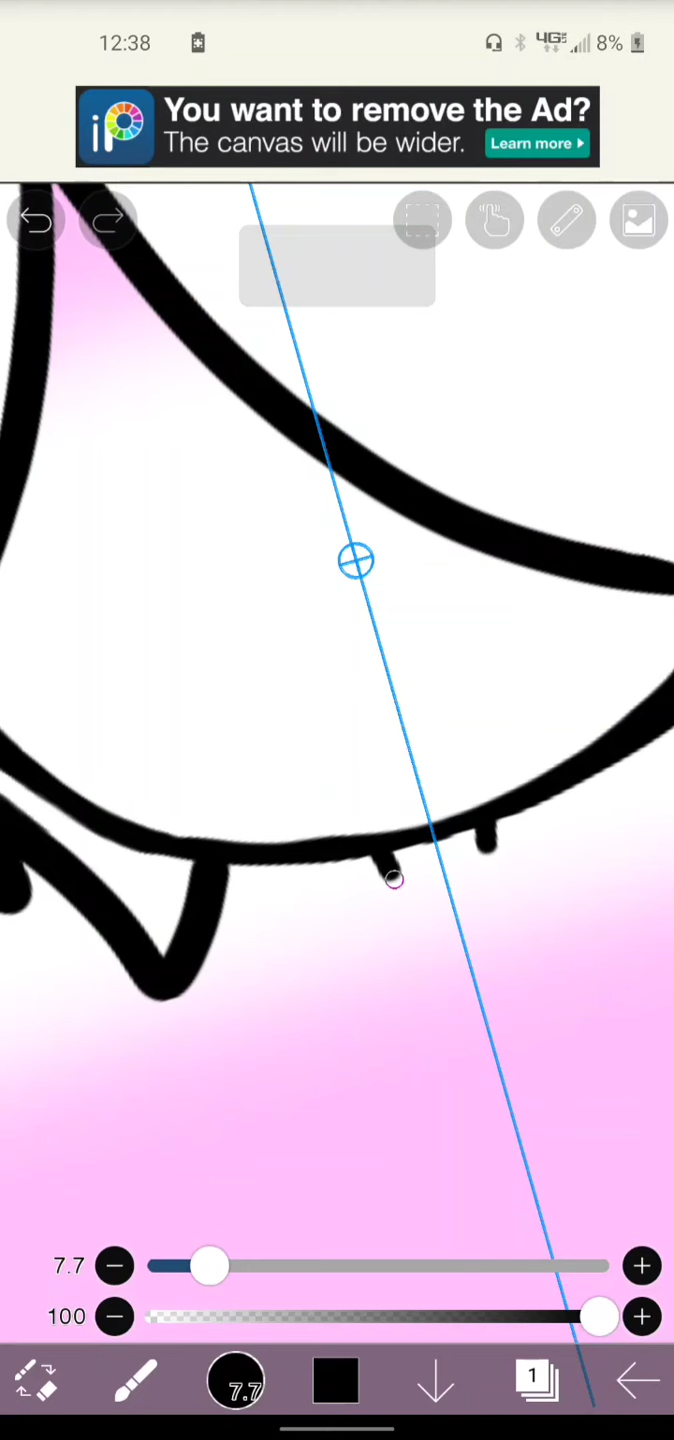 12:38
4G 8%
iP
You want to remove the Ad?
The canvas will be wider.
Learn more
7.7
100
7.7
1